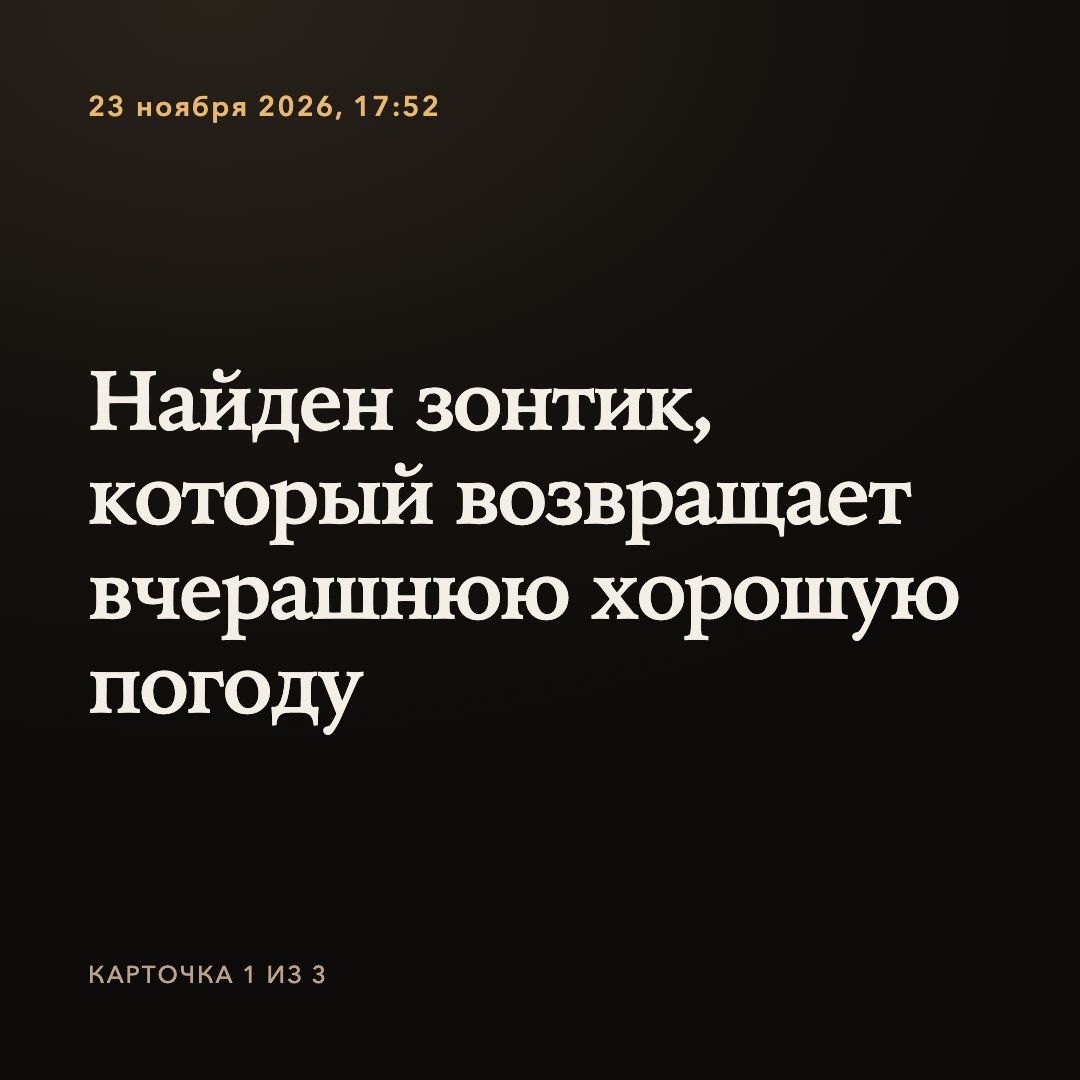 23 ноября 2026, 17:52
Найден зонтик,
который возвращает
вчерашнюю хорошую
погоду
КАРТОЧКА 1 ИЗ 3